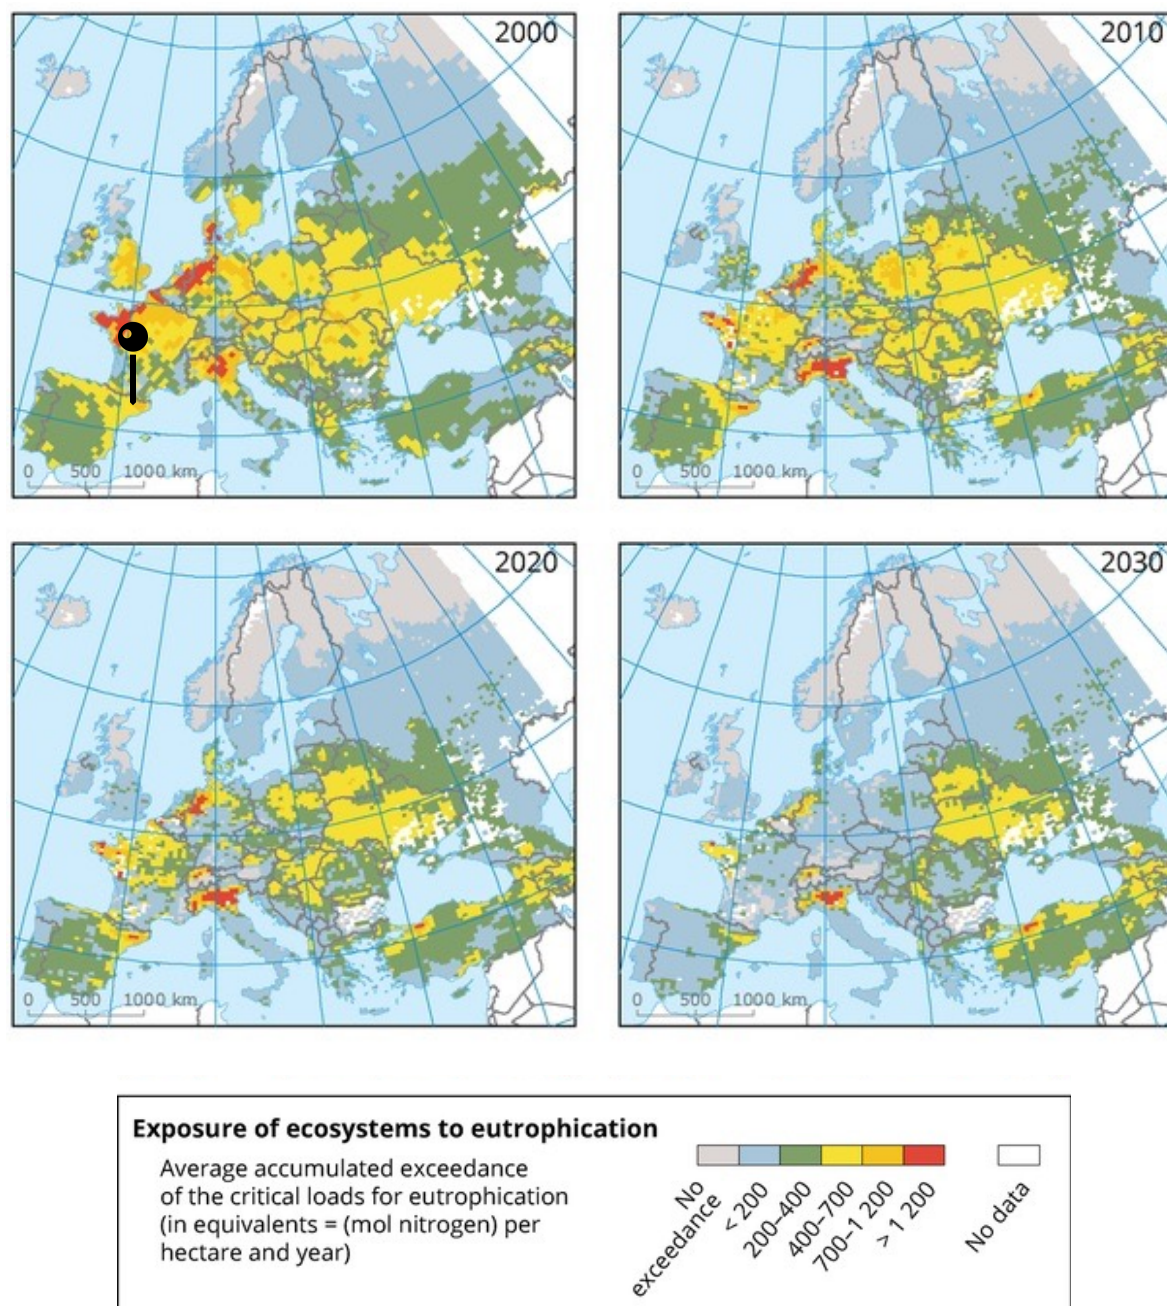 2000
2010
0 500 1000 km
0 500 1000 km
2020
2030
0 500 1000 km
0 500 1000 km
Exposure of ecosystems to eutrophication
Average accumulated exceedance
of the critical loads for eutrophication
(in equivalents = (mol nitrogen) per
hectare and year)
No
exceedance
< 200
200–400
400–700
700–1 200
> 1 200
No data